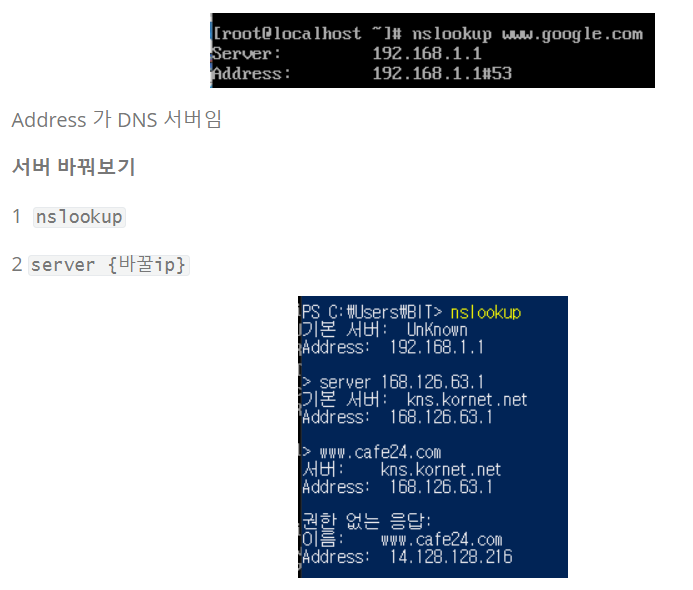 [root@localhost ~]# nslookup www.google.com
Server: 192.168.1.1
Address: 192.168.1.1#53
Address 가 DNS 서버임
서버 바꿔보기
1 nslookup
2 server {바꿀ip}
PS C:₩Users₩BIT> nslookup
기본 서버: UnKnown
Address: 192.168.1.1
> server 168.126.63.1
기본 서버: kns.kornet.net
Address: 168.126.63.1
> www.cafe24.com
서버: kns.kornet.net
Address: 168.126.63.1
권한 없는 응답:
이름: www.cafe24.com
Address: 14.128.128.216